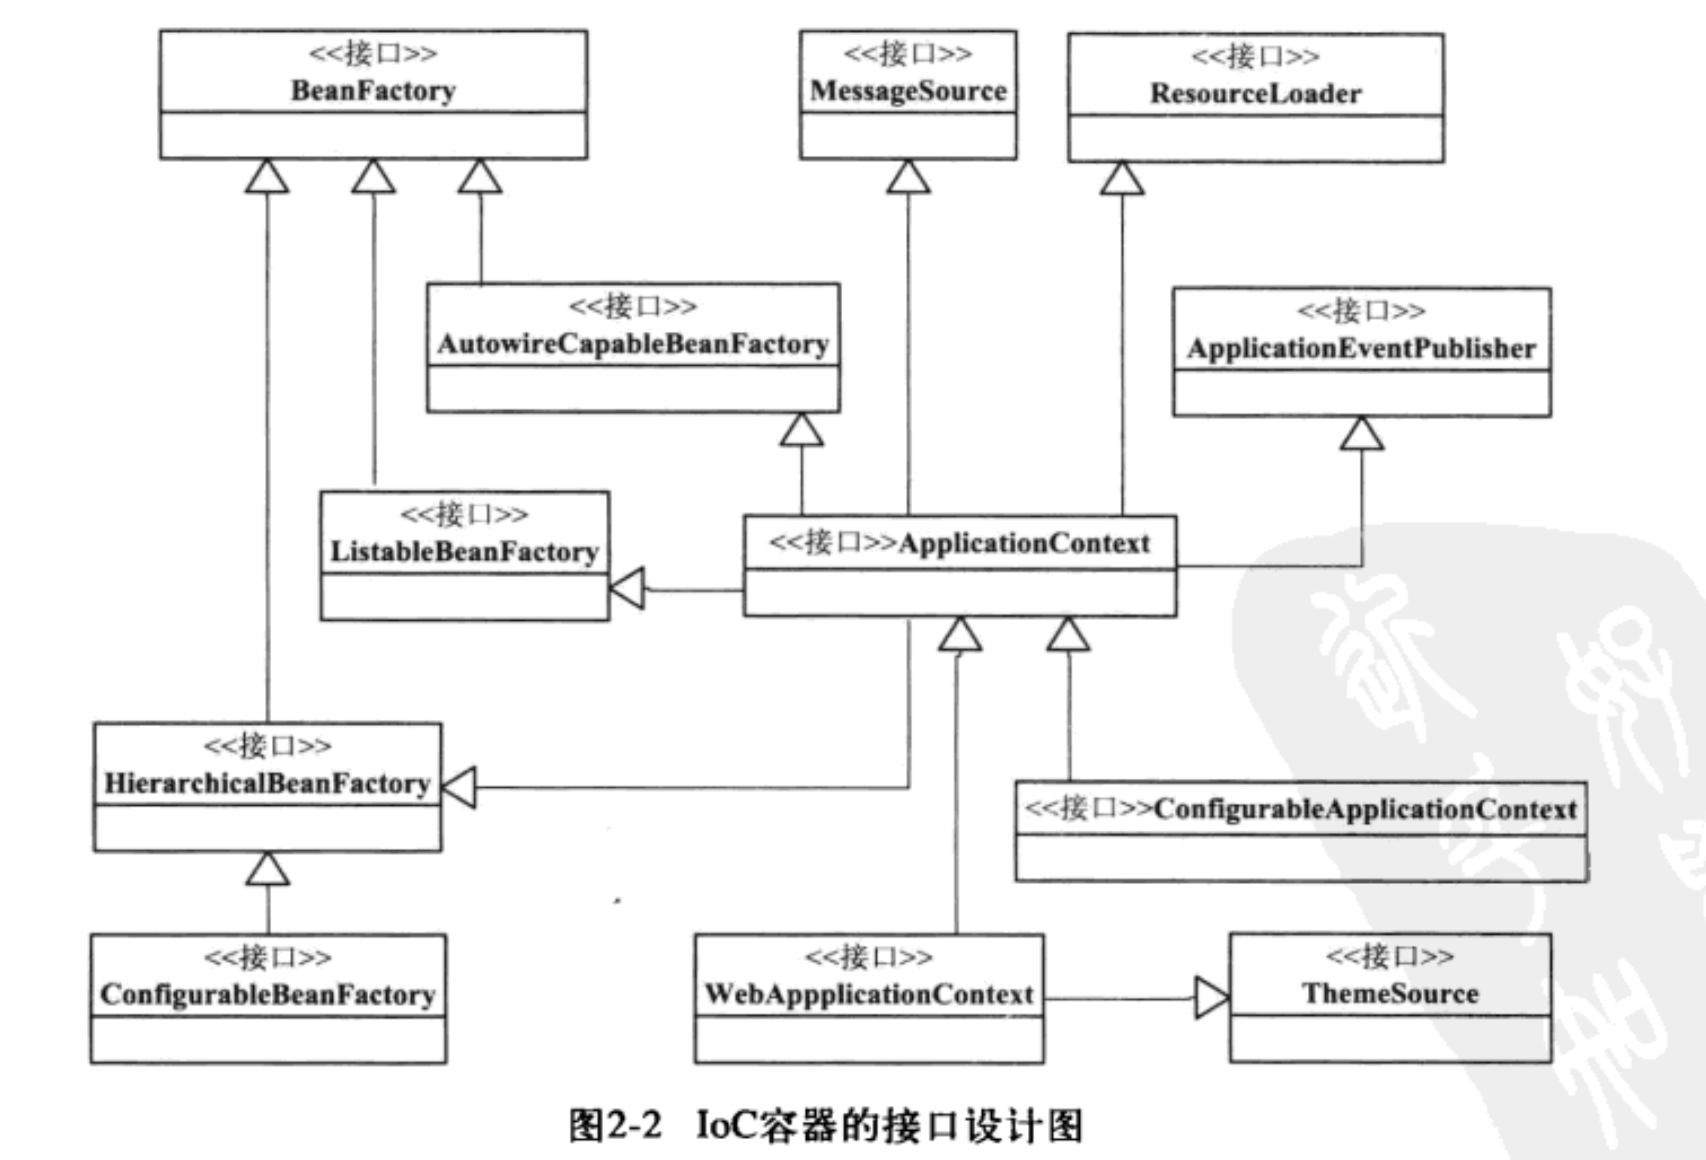 <<接口>>
BeanFactory
<<接口>>
MessageSource
<<接口>>
ResourceLoader
<<接口>>
AutowireCapableBeanFactory
<<接口>>
ApplicationEventPublisher
<<接口>>
ListableBeanFactory
<<接口>>ApplicationContext
<<接口>>
HierarchicalBeanFactory
<<接口>>ConfigurableApplicationContext
<<接口>>
ConfigurableBeanFactory
<<接口>>
WebAppplicationContext
<<接口>>
ThemeSource
图2-2 IoC容器的接口设计图